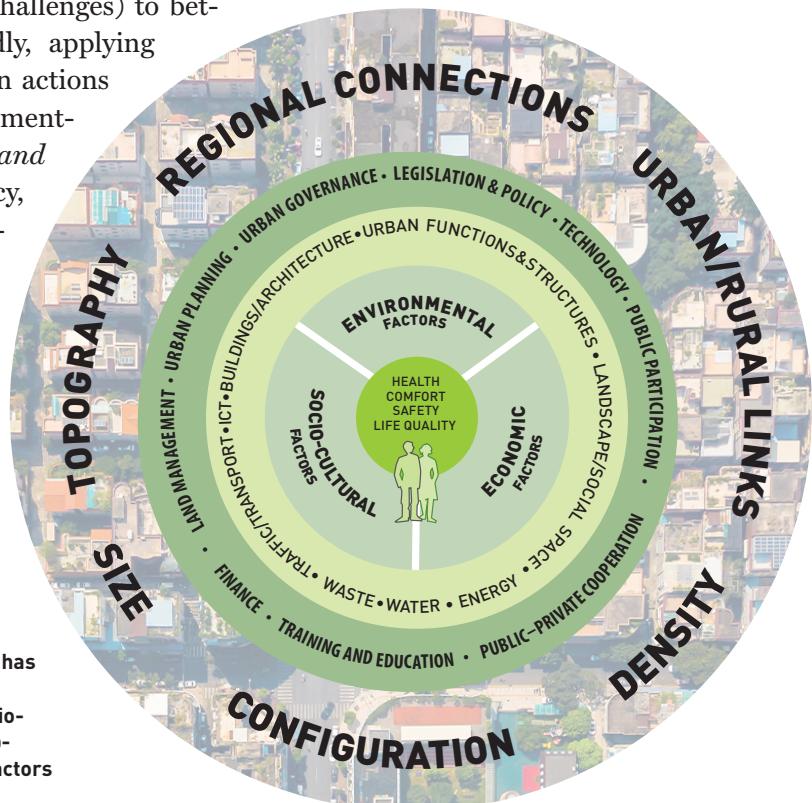 hallenges) to bet-
lly, applying
n actions
ment-
and
cy,
-
REGIONAL CONNECTIONS
URBAN/RURAL LINKS
DENSITY
CONFIGURATION
SIZE
TOPOGRAPHY
URBAN GOVERNANCE • LEGISLATION & POLICY • TECHNOLOGY • PUBLIC PARTICIPATION •
PUBLIC–PRIVATE COOPERATION •
TRAINING AND EDUCATION •
FINANCE •
LAND MANAGEMENT • URBAN PLANNING •
BUILDINGS/ARCHITECTURE•URBAN FUNCTIONS&STRUCTURES • LANDSCAPE/SOCIAL SPACE •
ENERGY • WATER • WASTE • TRAFFIC/TRANSPORT•ICT•
ENVIRONMENTAL
FACTORS
SOCIO-CULTURAL
FACTORS
ECONOMIC
FACTORS
HEALTH
COMFORT
SAFETY
LIFE QUALITY
has
io-
o-
actors